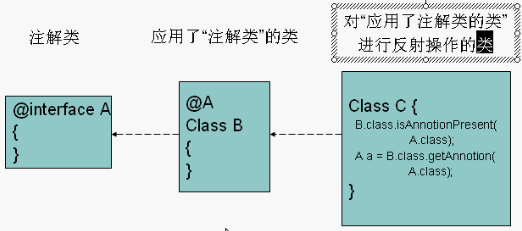 注解类
应用了“注解类”的类
对“应用了注解类的类”
进行反射操作的类
@interface A
{
}
@A
Class B
{
}
Class C {
B.class.isAnnotionPresent(
A.class);
A a = B.class.getAnnotion(
A.class);
}